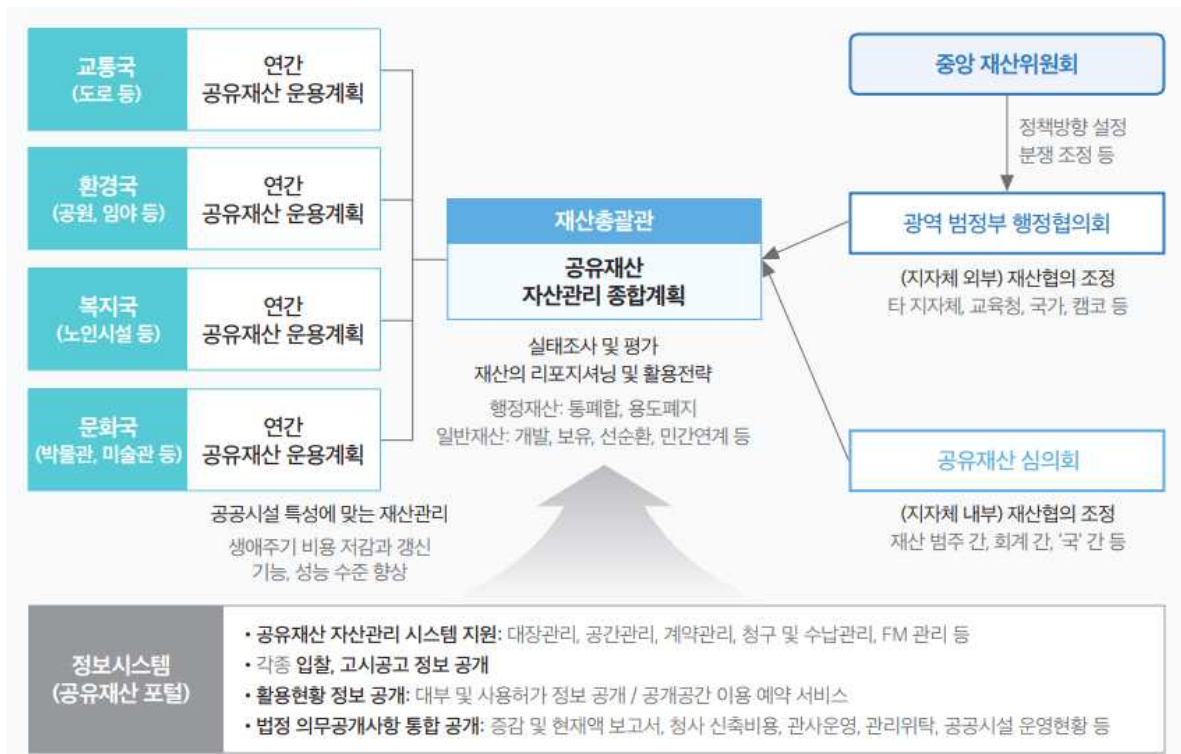 교통국
(도로 등)
연간
공유재산 운용계획
환경국
(공원, 임야 등)
연간
공유재산 운용계획
복지국
(노인시설 등)
연간
공유재산 운용계획
문화국
(박물관, 미술관 등)
연간
공유재산 운용계획
공공시설 특성에 맞는 재산관리
생애주기 비용 저감과 갱신
기능, 성능 수준 향상
재산총괄관
공유재산
자산관리 종합계획
실태조사 및 평가
재산의 리포지셔닝 및 활용전략
행정재산: 통폐합, 용도폐지
일반재산: 개발, 보유, 선순환, 민간연계 등
중앙 재산위원회
정책방향 설정
분쟁 조정 등
광역 범정부 행정협의회
(지자체 외부) 재산협의 조정
타 지자체, 교육청, 국가, 캠코 등
공유재산 심의회
(지자체 내부) 재산협의 조정
재산 범주 간, 회계 간, '국' 간 등
정보시스템
(공유재산 포털)
• 공유재산 자산관리 시스템 지원: 대장관리, 공간관리, 계약관리, 청구 및 수납관리, FM 관리 등
• 각종 입찰, 고시공고 정보 공개
• 활용현황 정보 공개: 대부 및 사용허가 정보 공개 / 공개공간 이용 예약 서비스
• 법정 의무공개사항 통합 공개: 증감 및 현재액 보고서, 청사 신축비용, 관사운영, 관리위탁, 공공시설 운영현황 등